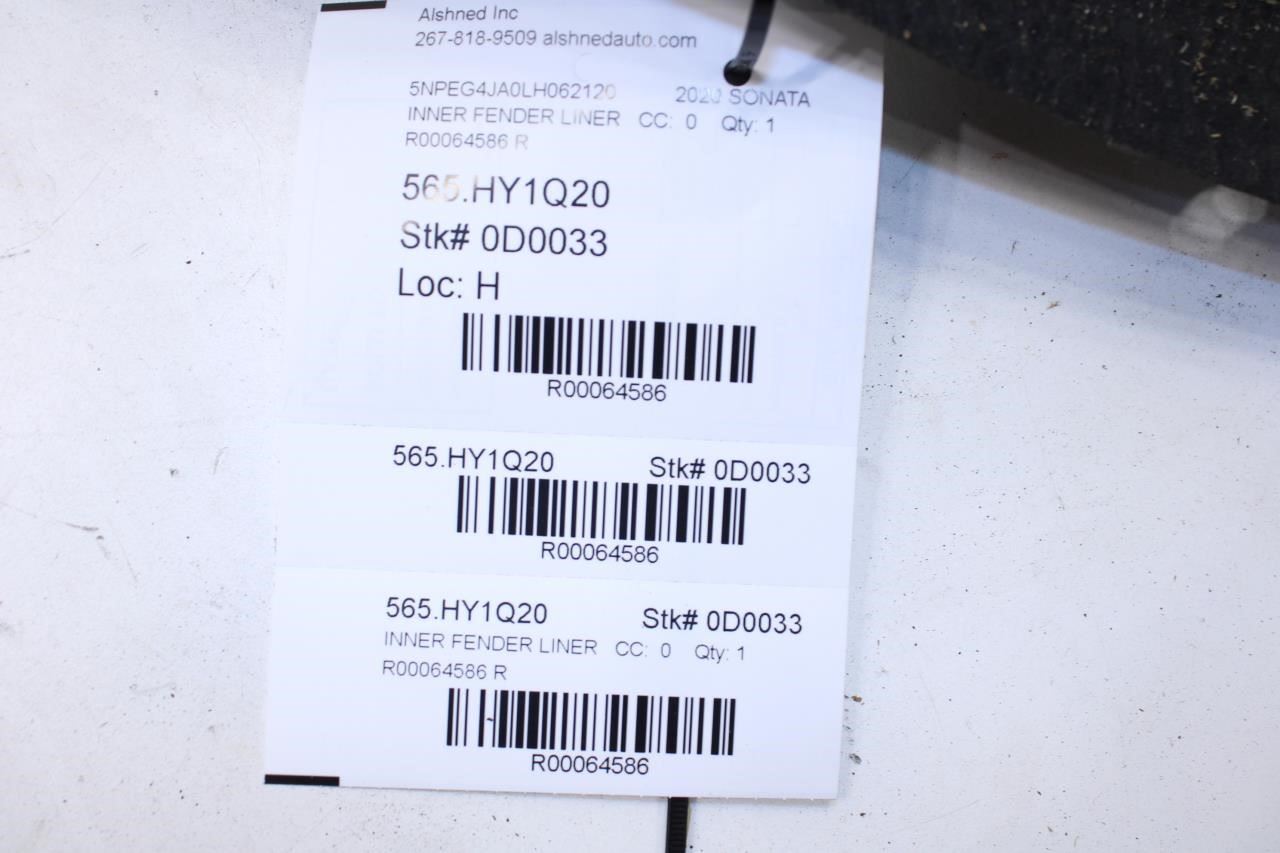 Alshned Inc
267-818-9509 alshnedauto.com
5NPEG4JA0LH062120 2020 SONATA
INNER FENDER LINER CC: 0 Qty: 1
R00064586 R
565.HY1Q20
Stk# 0D0033
Loc: H
R00064586
565.HY1Q20 Stk# 0D0033
R00064586
565.HY1Q20 Stk# 0D0033
INNER FENDER LINER CC: 0 Qty: 1
R00064586 R
R00064586